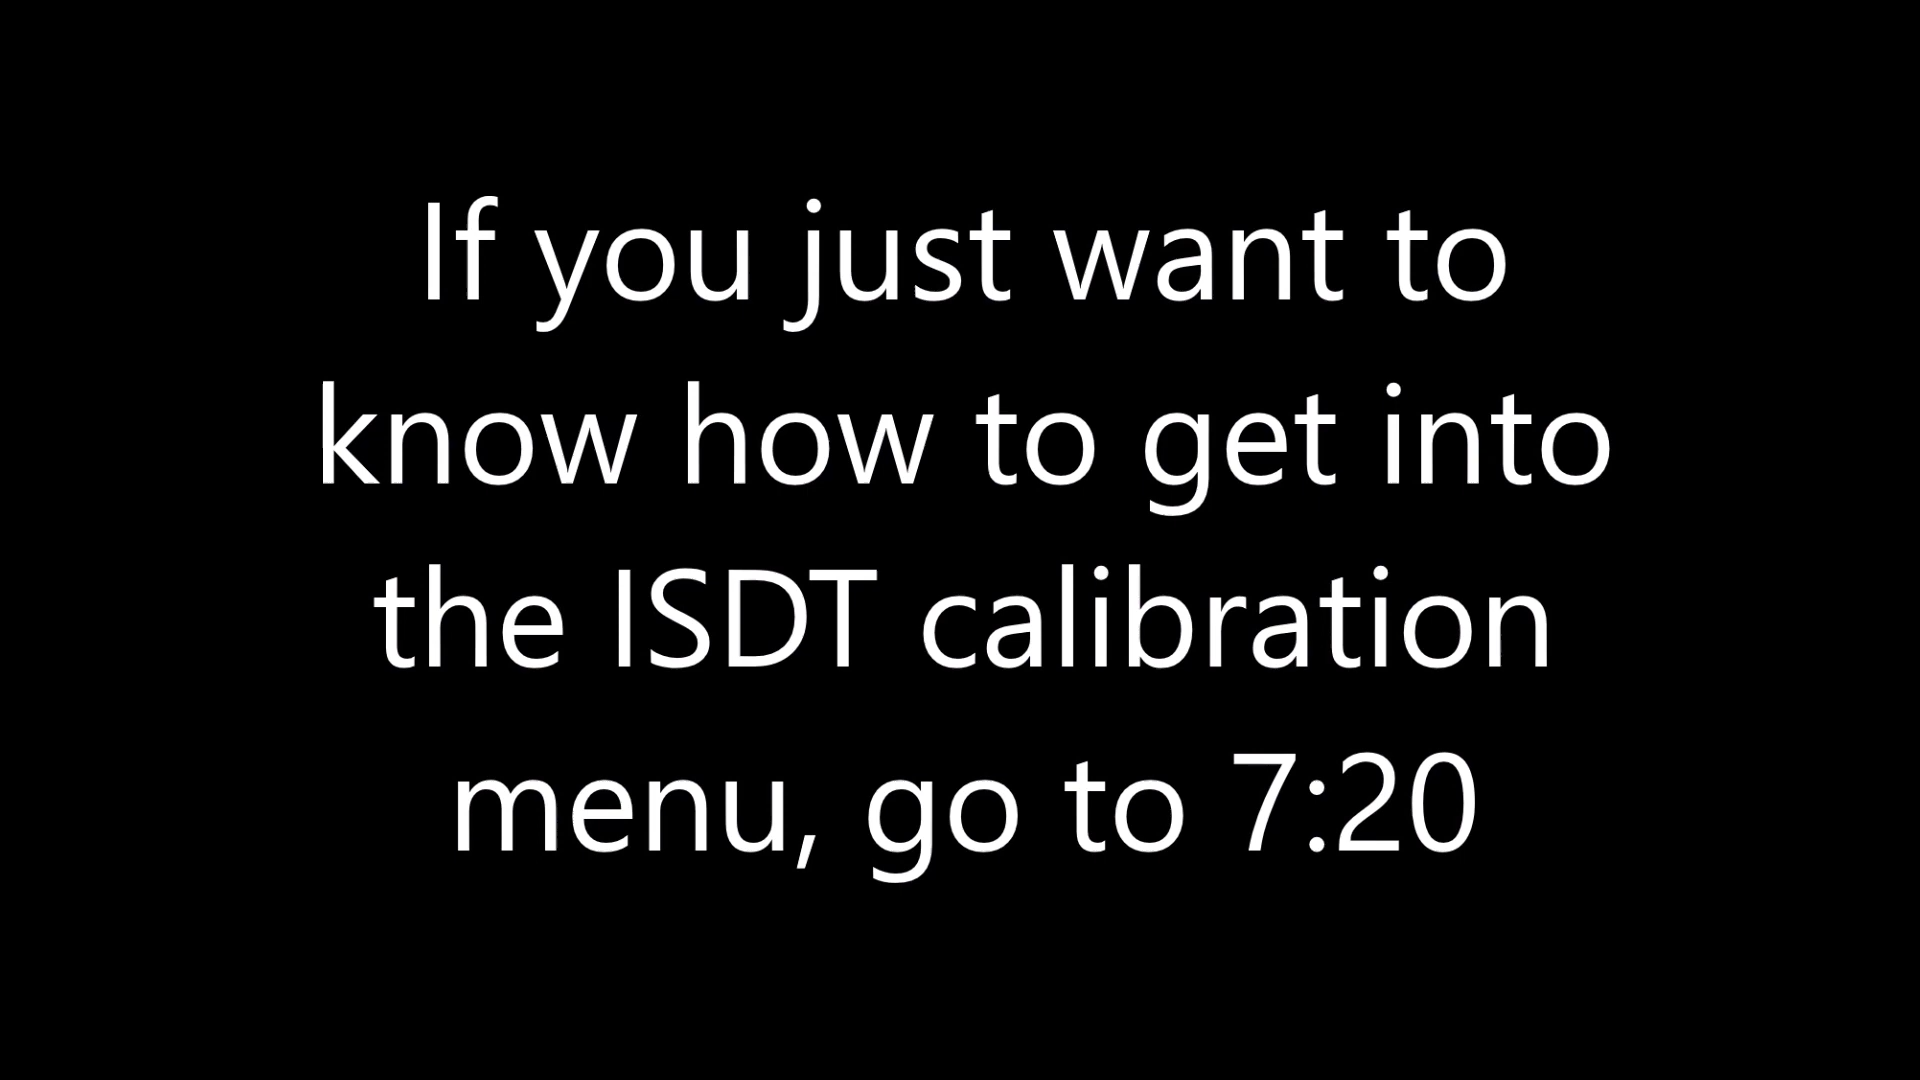 If you just want to
know how to get into
the ISDT calibration
menu, go to 7:20